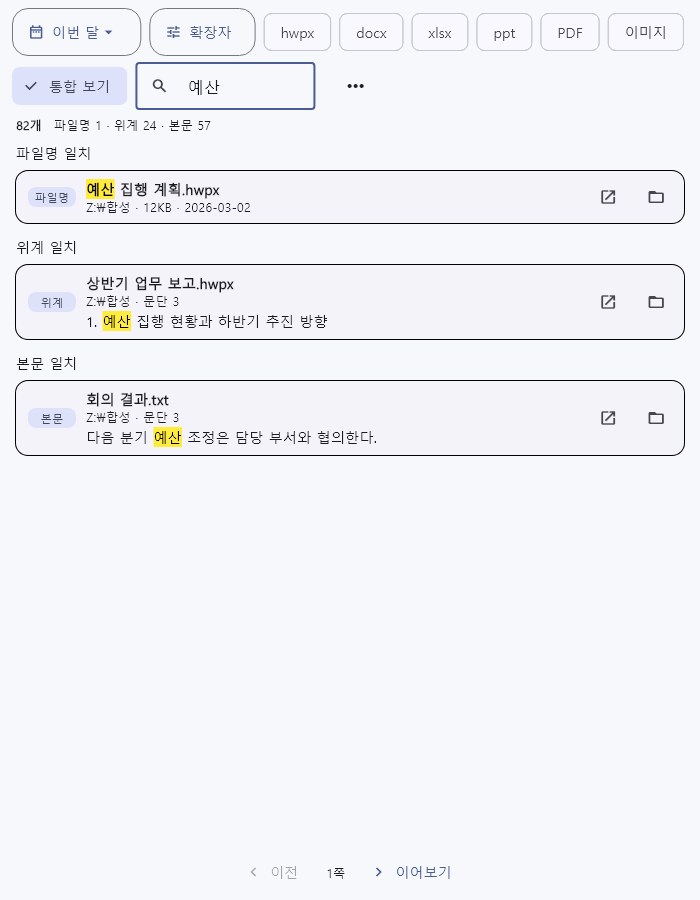 이번 달 확장자 hwpx docx xlsx ppt PDF 이미지
통합 보기 예산 •••
82개 파일명 1 · 위계 24 · 본문 57
파일명 일치
파일명 예산 집행 계획.hwpx
Z:₩합성 · 12KB · 2026-03-02
위계 일치
상반기 업무 보고.hwpx
위계 Z:₩합성 · 문단 3
1. 예산 집행 현황과 하반기 추진 방향
본문 일치
회의 결과.txt
본문 Z:₩합성 · 문단 3
다음 분기 예산 조정은 담당 부서와 협의한다.
이전 1쪽 이어보기